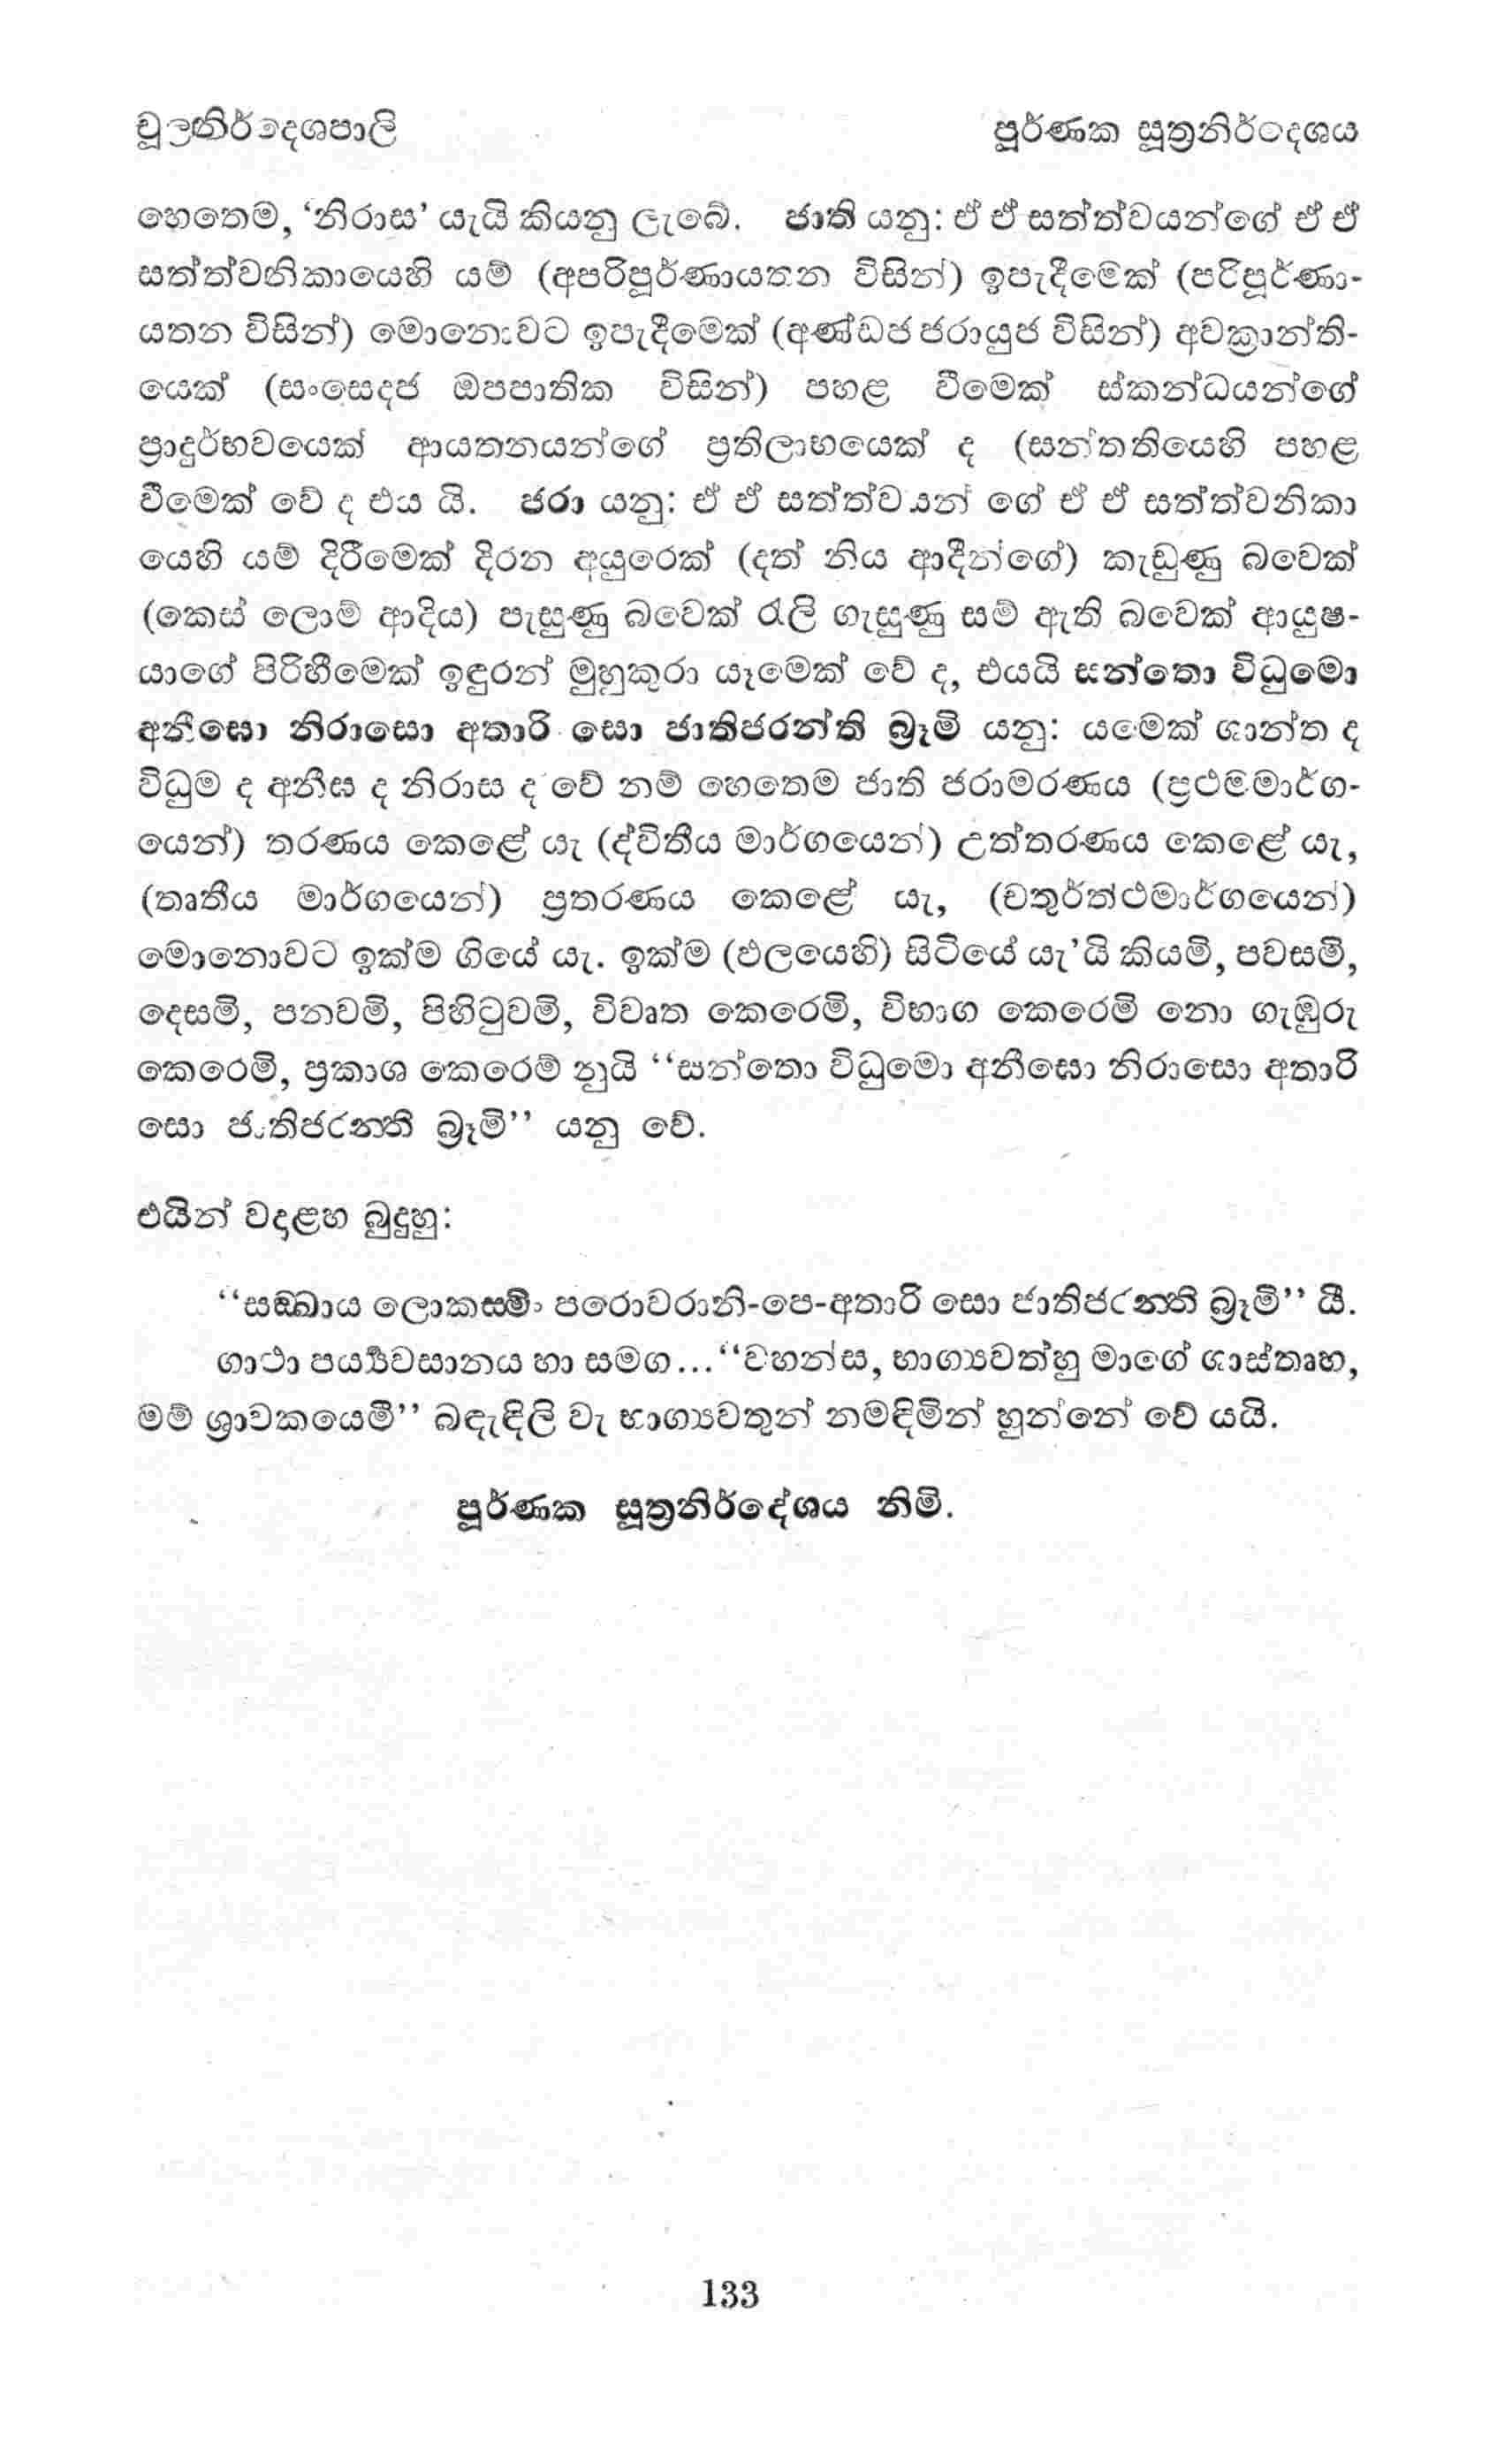 චූලනිර්දෙශපාලි	පූර්ණක සූත්‍රනිර්දෙශය
හෙතෙම, ‘නිරාස’ යැයි කියනු ලැබේ. ජාති යනු: ඒ ඒ සත්ත්වයන්ගේ ඒ ඒ
සත්ත්වනිකායෙහි යම් (අපරිපූර්ණායතන විසින්) ඉපැදීමෙක් (පරිපූර්ණා-
යතන විසින්) මොනොවට ඉපැදීමෙක් (අණ්ඩජ ජරායුජ විසින්) අවක්‍රාන්ති-
යෙක් (සංසෙදජ ඔපපාතික විසින්) පහළ වීමෙක් ස්කන්ධයන්ගේ
ප්‍රාදුර්භවයෙක් ආයතනයන්ගේ ප්‍රතිලාභයෙක් ද (සන්තතියෙහි පහළ
වීමෙක් වේ ද එය යි. ජරා යනු: ඒ ඒ සත්ත්වයන් ගේ ඒ ඒ සත්ත්වනිකා
යෙහි යම් දිරීමෙක් දිරන අයුරෙක් (දත් නිය ආදීන්ගේ) කැඩුණු බවෙක්
(කෙස් ලොම් ආදිය) පැසුණු බවෙක් රැලි ගැසුණු සම් ඇති බවෙක් ආයුෂ-
යාගේ පිරිහීමෙක් ඉඳුරන් මුහුකුරා යෑමෙක් වේ ද, එයයි සන්තො විධුමො
අනීඝො නිරාසො අතාරි සො ජාතිජරන්ති බ්‍රෑමි යනු: යමෙක් ශාන්ත ද
විධුම ද අනීඝ ද නිරාස ද වේ නම් හෙතෙම ජාති ජරාමරණය (ප්‍රථමමාර්ග-
යෙන්) තරණය කෙළේ යැ (ද්විතීය මාර්ගයෙන්) උත්තරණය කෙළේ යැ,
(තෘතීය මාර්ගයෙන්) ප්‍රතරණය කෙළේ යැ, (චතුර්ත්ථමාර්ගයෙන්)
මොනොවට ඉක්ම ගියේ යැ. ඉක්ම (ඵලයෙහි) සිටියේ යැ’යි කියමි, පවසමි,
දෙසමි, පනවමි, පිහිටුවමි, විවෘත කෙරෙමි, විභාග කෙරෙමි නො ගැඹුරු
කෙරෙමි, ප්‍රකාශ කෙරෙම් නුයි “සන්තො විධුමො අනීඝො නිරාසො අතාරි
සො ජාතිජරන්ති බ්‍රෑමි” යනු වේ.
එයින් වදාළහ බුදුහු:
“සඞ්ඛාය ලොකස්මිං පරොවරානි-පෙ-අතාරි සො ජාතිජරන්ති බ්‍රෑමි” යී.
ගාථා පර්‍ය්‍යවසානය හා සමග...“වහන්ස, භාග්‍යවත්හු මාගේ ශාස්තෘහ,
මම් ශ්‍රාවකයෙමි” බඳැඳිලි වැ භාග්‍යවතුන් නමඳිමින් හුන්නේ වේ යයි.
පූර්ණක සූත්‍රනිර්දේශය නිමි.
133